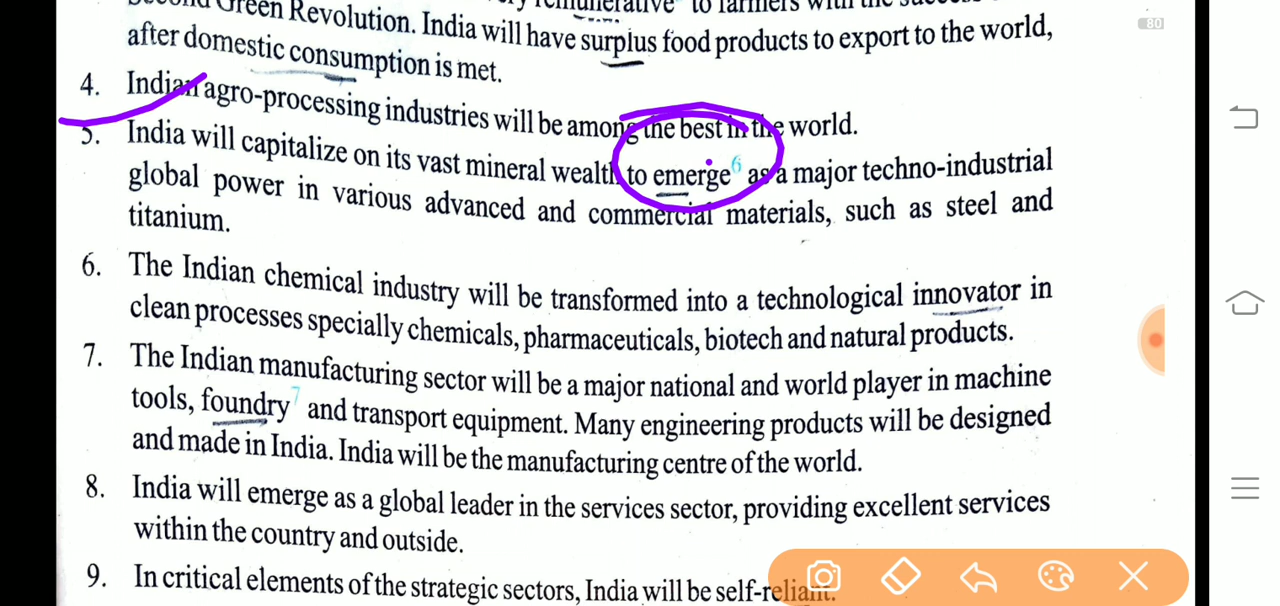 Green Revolution. India will have surplus food products to export to the world,
after domestic consumption is met.
4. Indian agro-processing industries will be among the best in the world.
5. India will capitalize on its vast mineral wealth to emerge⁶ as a major techno-industrial
global power in various advanced and commercial materials, such as steel and
titanium.
6. The Indian chemical industry will be transformed into a technological innovator in
clean processes specially chemicals, pharmaceuticals, biotech and natural products.
7. The Indian manufacturing sector will be a major national and world player in machine
tools, foundry⁷ and transport equipment. Many engineering products will be designed
and made in India. India will be the manufacturing centre of the world.
8. India will emerge as a global leader in the services sector, providing excellent services
within the country and outside.
9. In critical elements of the strategic sectors, India will be self-reliant.
80